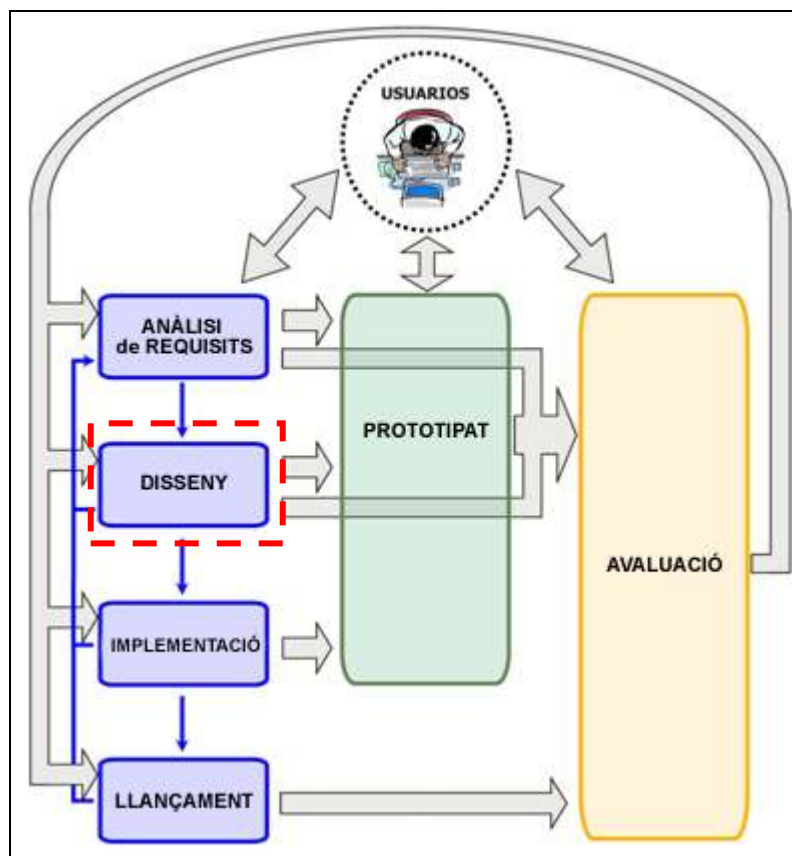 USUARIOS
ANÀLISI
de REQUISITS
PROTOTIPAT
DISSENY
AVALUACIÓ
IMPLEMENTACIÓ
LLANÇAMENT